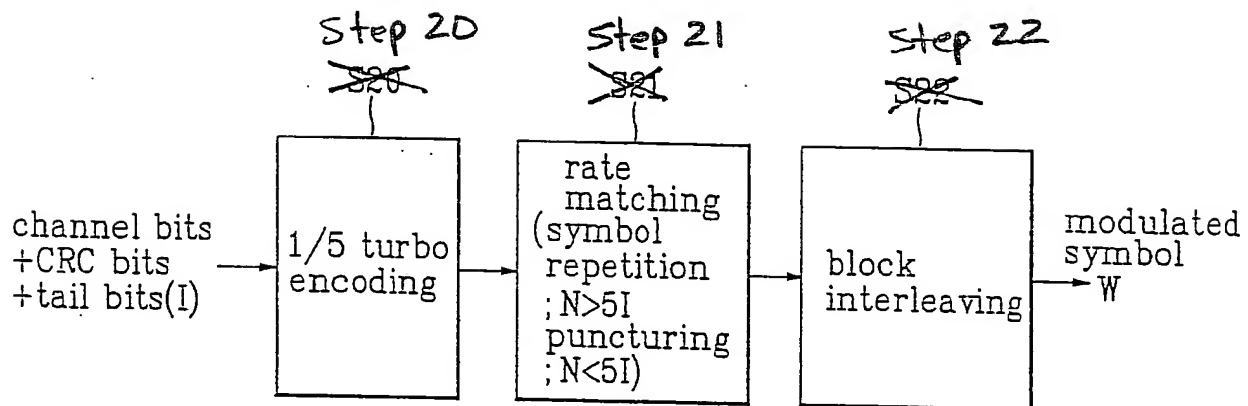 Step 20
Step 21
Step 22
S20
S21
S22
channel bits
+CRC bits
+tail bits(I)
1/5 turbo
encoding
rate
matching
(symbol
repetition
; N>5I
puncturing
; N<5I)
block
interleaving
modulated
symbol
W